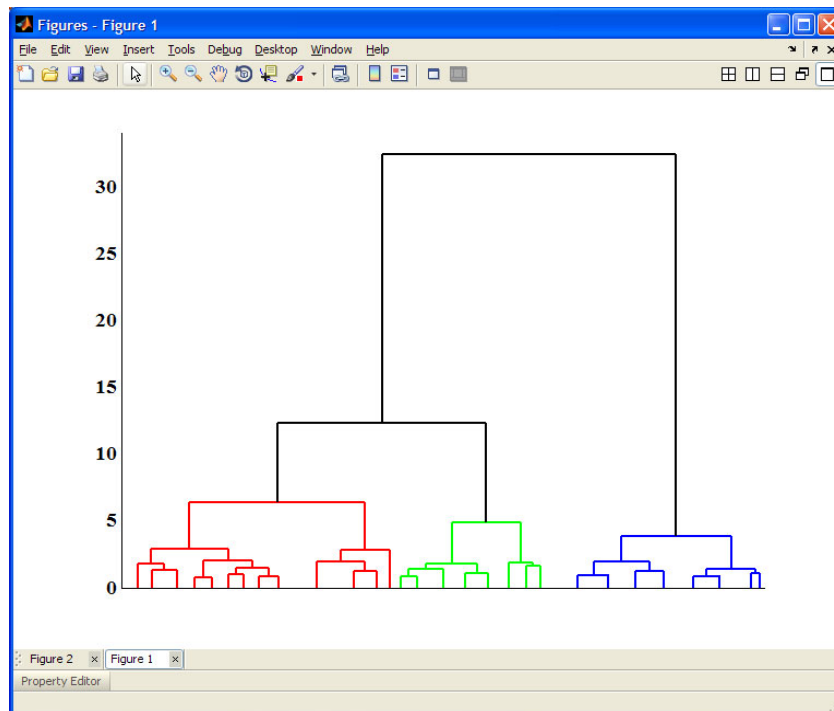 Figures - Figure 1
File Edit View Insert Tools Debug Desktop Window Help
30
25
20
15
10
5
0
Figure 2 x Figure 1 x
Property Editor